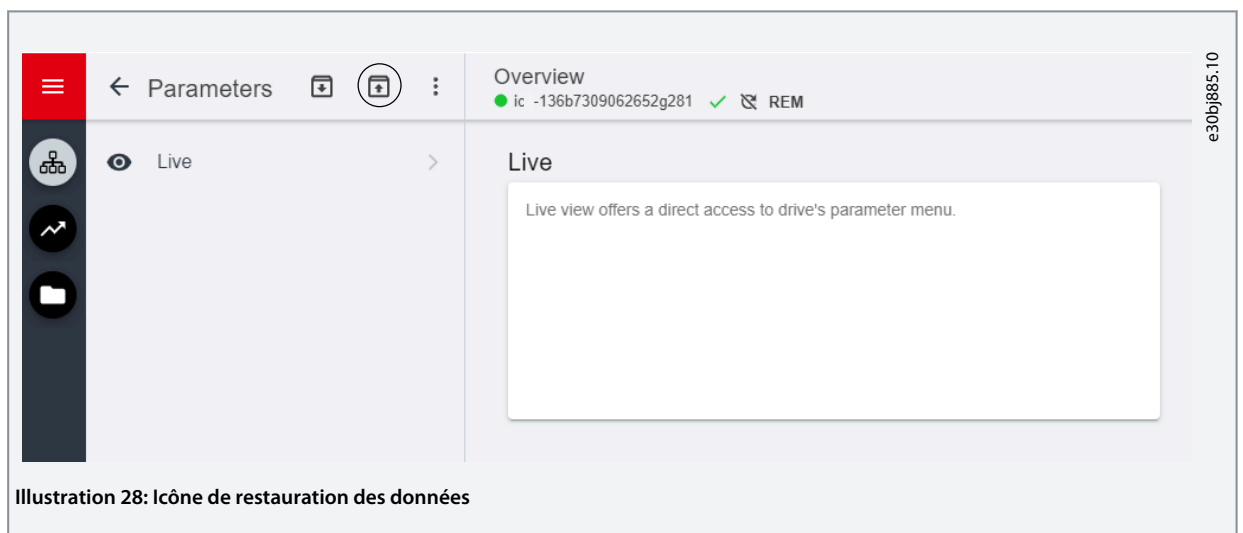 Parameters
Overview
ic -136b7309062652g281 REM
Live
Live
Live view offers a direct access to drive's parameter menu.
e30bj885.10
Illustration 28: Icône de restauration des données